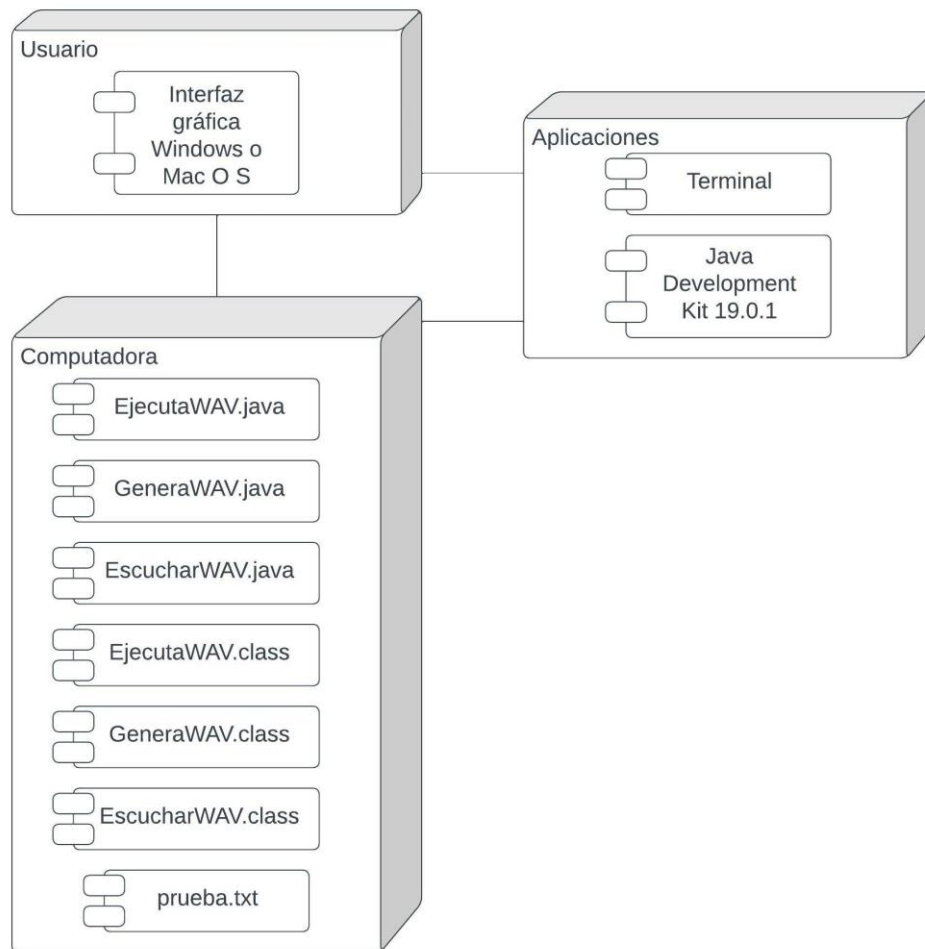 Usuario
Interfaz
gráfica
Windows o
Mac O S
Aplicaciones
Terminal
Java
Development
Kit 19.0.1
Computadora
EjecutaWAV.java
GeneraWAV.java
EscucharWAV.java
EjecutaWAV.class
GeneraWAV.class
EscucharWAV.class
prueba.txt